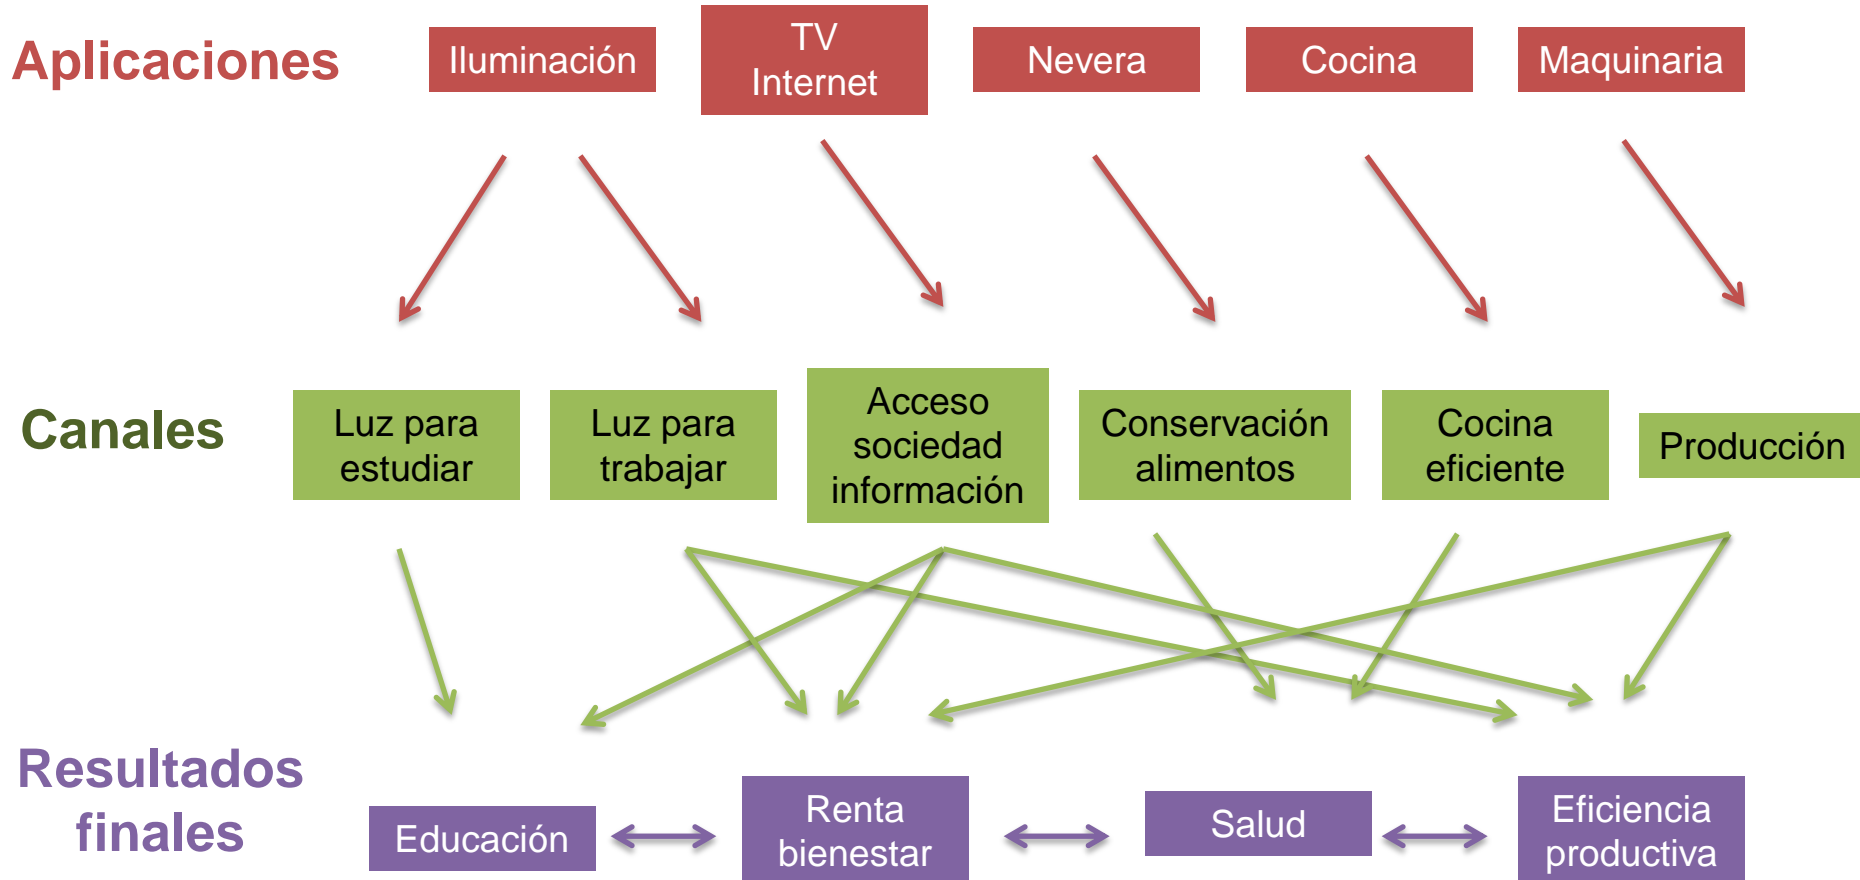 Aplicaciones
Iluminación
TV
Internet
Nevera
Cocina
Maquinaria
Canales
Luz para
estudiar
Luz para
trabajar
Acceso
sociedad
información
Conservación
alimentos
Cocina
eficiente
Producción
Resultados
finales
Educación
Renta
bienestar
Salud
Eficiencia
productiva